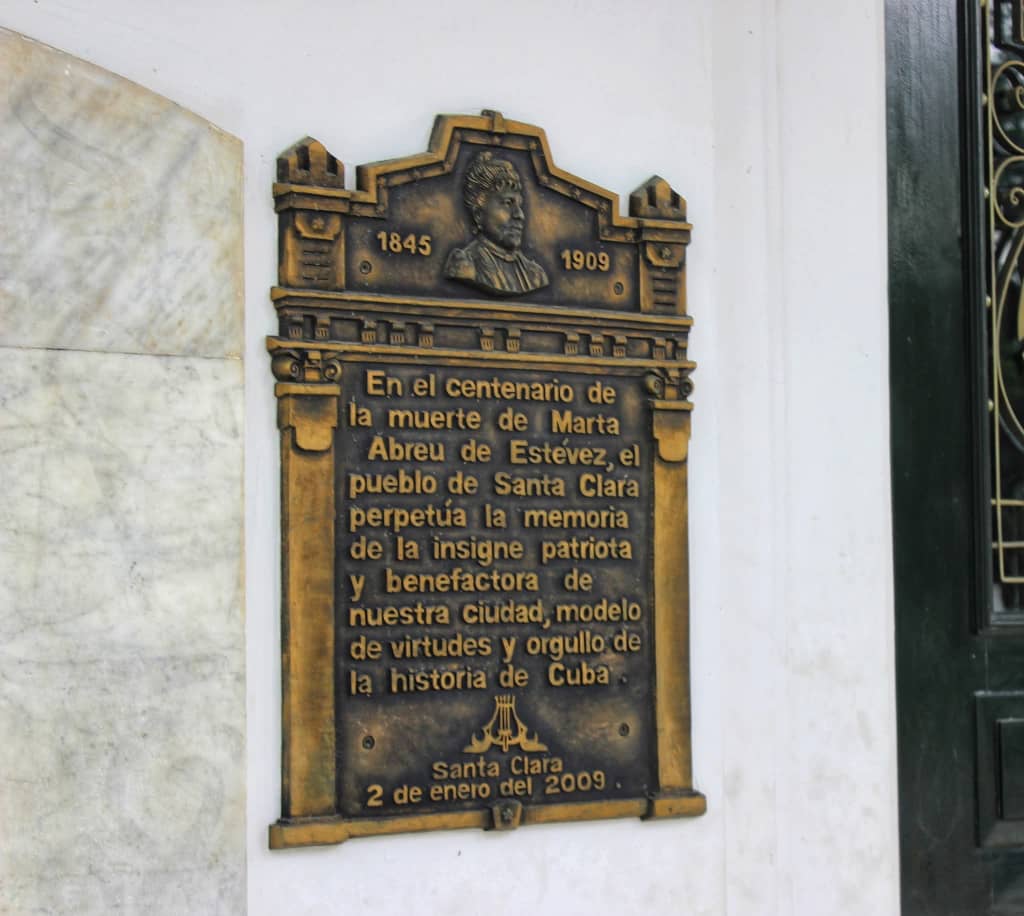 1845 1909
En el centenario de
la muerte de Marta
Abreu de Estévez, el
pueblo de Santa Clara
perpetúa la memoria
de la insigne patriota
y benefactora de
nuestra ciudad, modelo
de virtudes y orgullo de
la historia de Cuba.
Santa Clara
2 de enero del 2009.